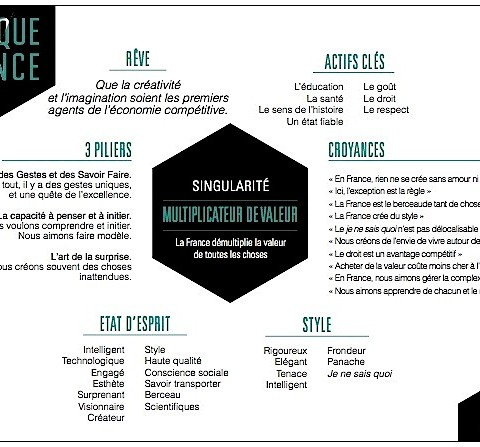 QUE
NCE
RÊVE
Que la créativité
et l'imagination soient les premiers
agents de l'économie compétitive.
ACTIFS CLÉS
L'éducation
La santé
Le sens de l'histoire
Un état fiable
Le goût
Le droit
Le respect
3 PILIERS
des Gestes et des Savoir Faire.
tout, il y a des gestes uniques,
et une quête de l'excellence.
La capacité à penser et à initier.
s voulons comprendre et initier.
Nous aimons faire modèle.
L'art de la surprise.
us créons souvent des choses
inattendues.
SINGULARITÉ
MULTIPLICATEUR DE VALEUR
La France démultiplie la valeur
de toutes les choses
CROYANCES
« En France, rien ne se crée sans amour ni
« Ici, l'exception est la règle »
« La France est le berceaude tant de chose
« La France crée du style »
« Le je ne sais quoi n'est pas délocalisable
« Nous créons de l'envie de vivre autour de
« Le droit est un avantage compétitif »
« Acheter de la valeur coûte moins cher à l'
« En France, nous aimons gérer la complex
« Nous aimons apprendre de chacun et le
ETAT D'ESPRIT
Intelligent
Technologique
Engagé
Esthète
Surprenant
Visionnaire
Créateur
Style
Haute qualité
Conscience sociale
Savoir transporter
Berceau
Scientifiques
STYLE
Rigoureux
Elégant
Tenace
Intelligent
Frondeur
Panache
Je ne sais quoi